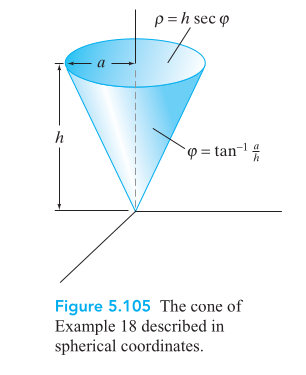 ρ = h sec φ
a
h
φ = tan⁻¹ a/h
Figure 5.105 The cone of
Example 18 described in
spherical coordinates.